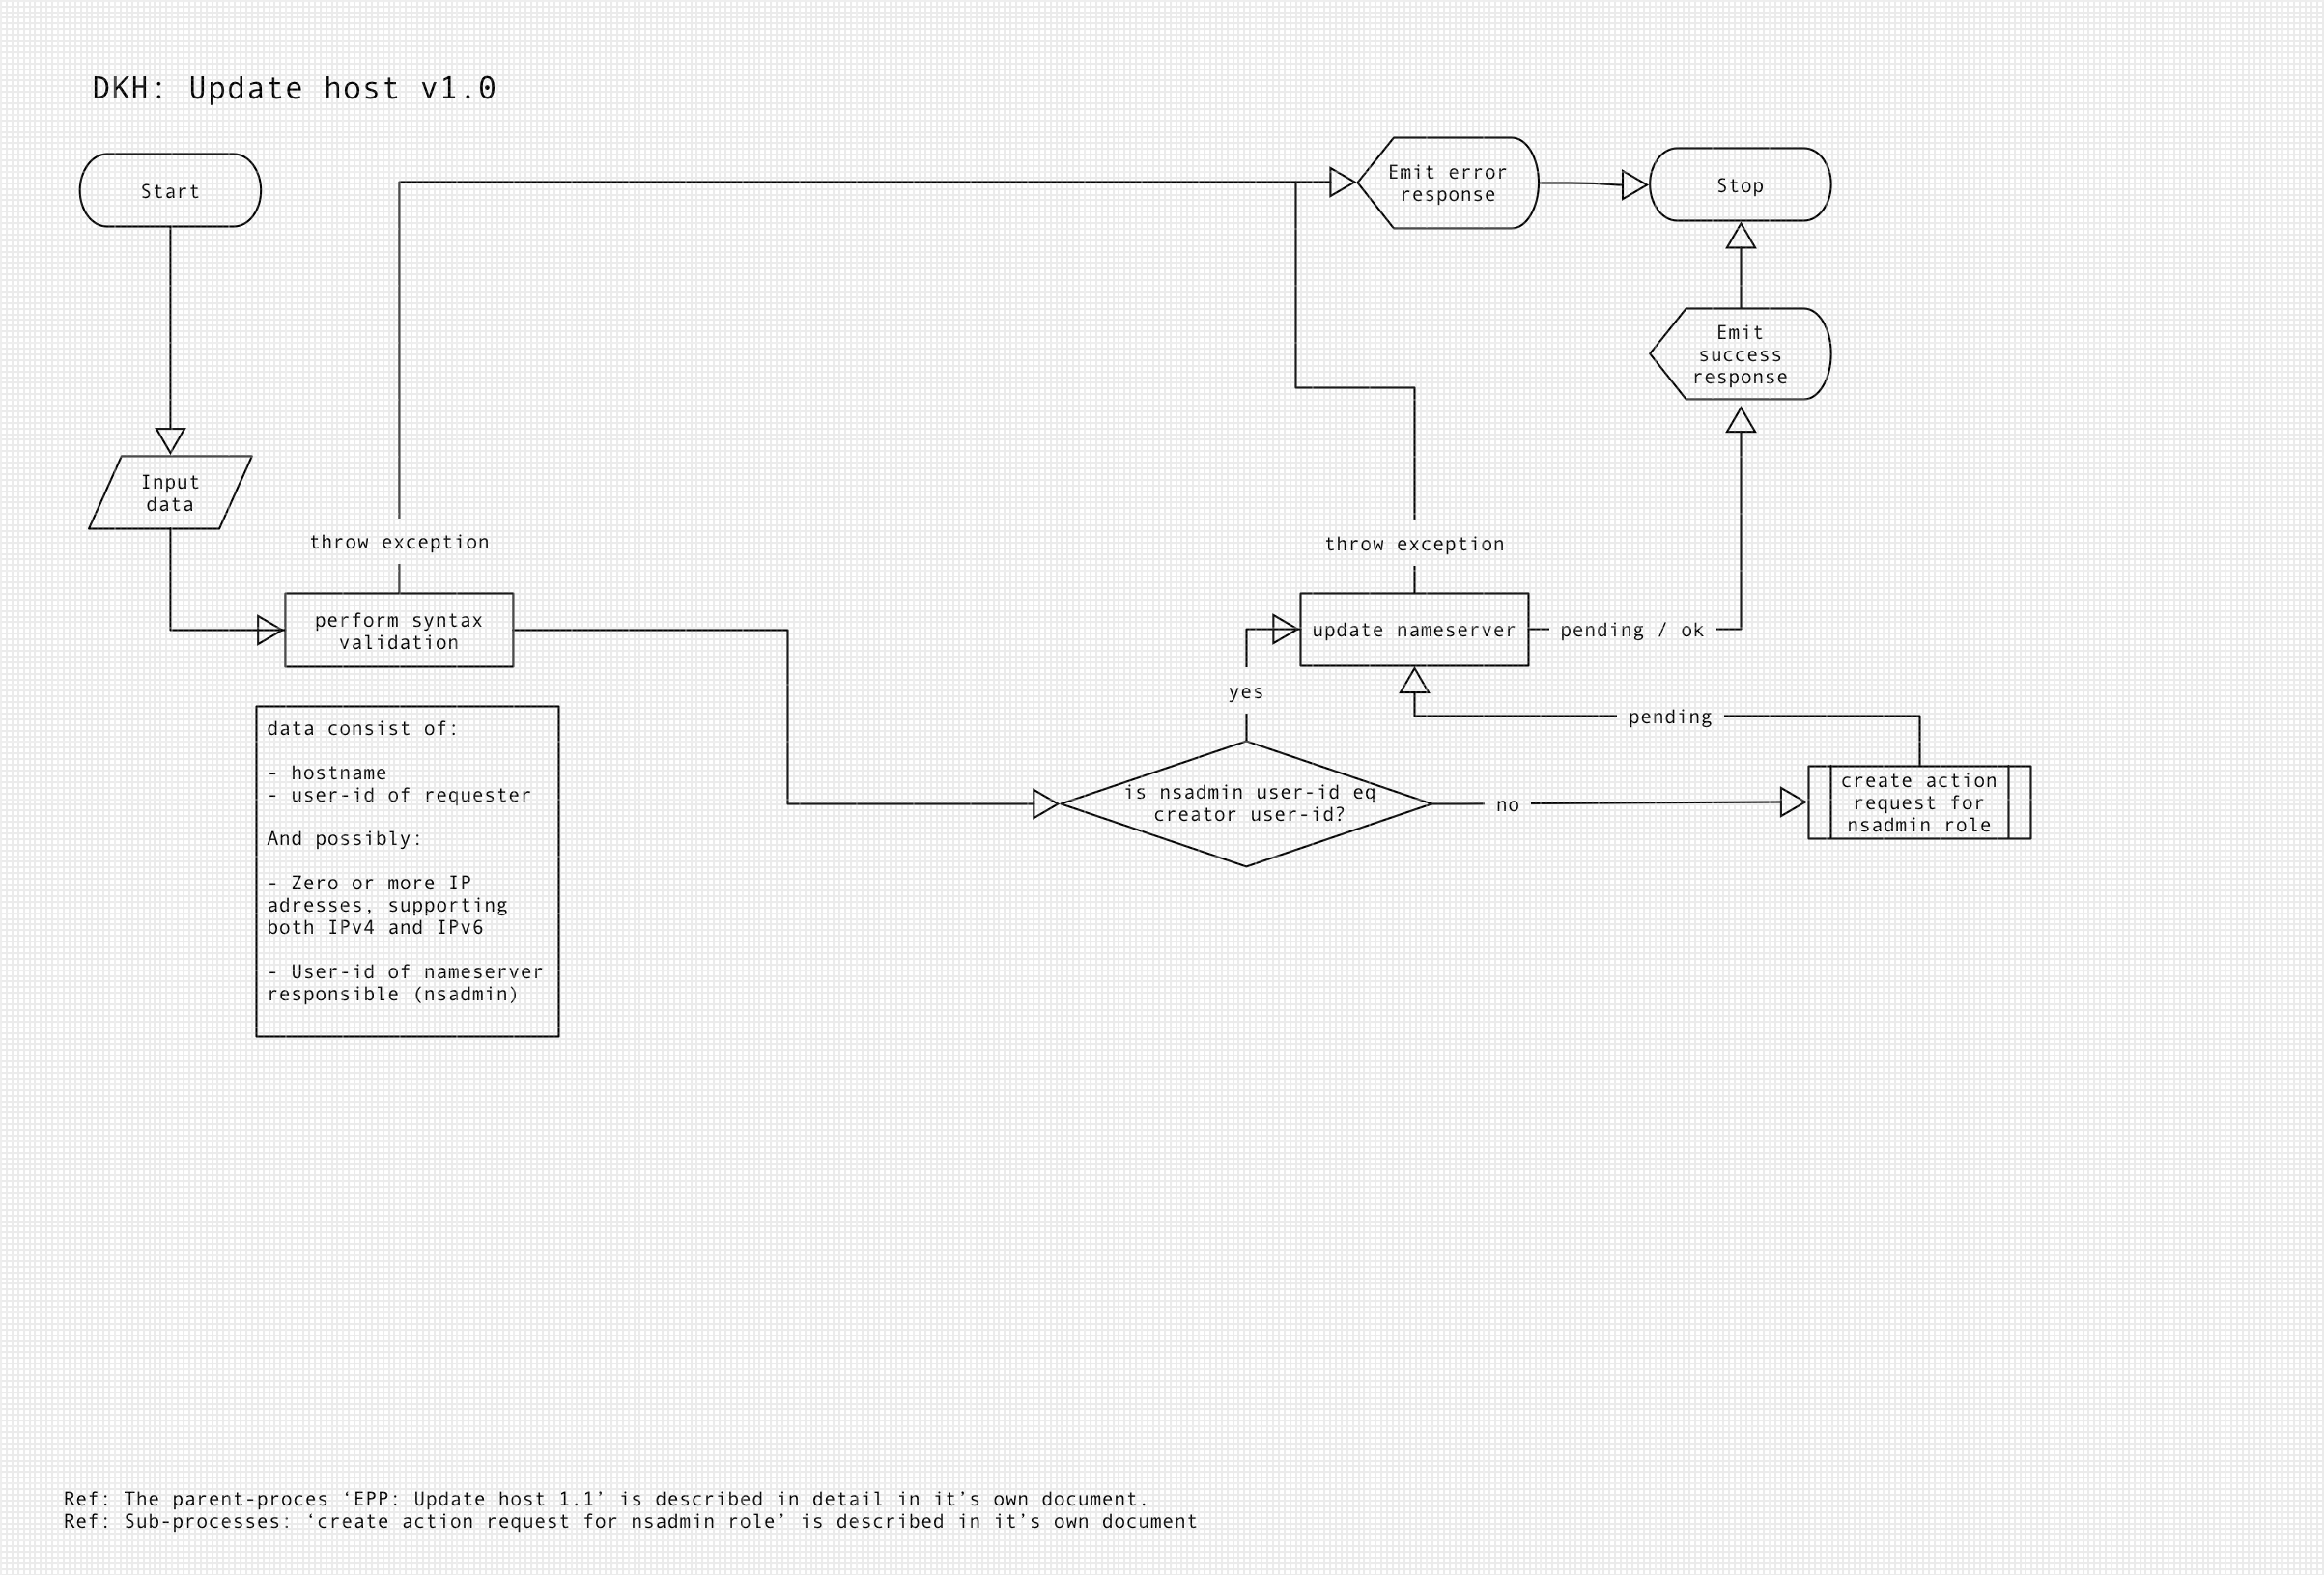 DKH: Update host v1.0
Start
Emit error
response
Stop
Emit
success
response
Input
data
throw exception
throw exception
perform syntax
validation
update nameserver
pending / ok
yes
pending
data consist of:
- hostname
- user-id of requester
And possibly:
- Zero or more IP
adresses, supporting
both IPv4 and IPv6
- User-id of nameserver
responsible (nsadmin)
is nsadmin user-id eq
creator user-id?
no
create action
request for
nsadmin role
Ref: The parent-proces ‘EPP: Update host 1.1’ is described in detail in it’s own document.
Ref: Sub-processes: ‘create action request for nsadmin role’ is described in it’s own document